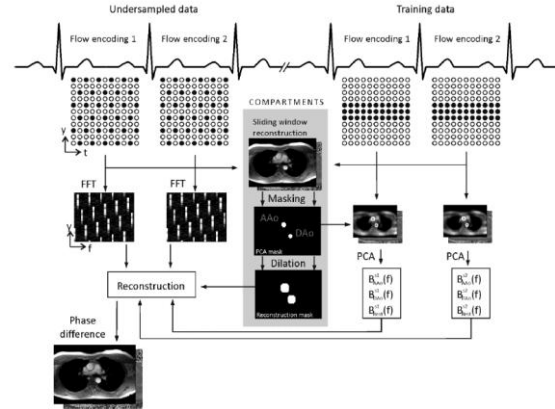 Undersampled data
Training data
Flow encoding 1
Flow encoding 2
Flow encoding 1
Flow encoding 2
COMPARTMENTS
Sliding window
reconstruction
y
t
FFT
FFT
Masking
AAo
DAo
PCA mask
y
f
PCA
PCA
Dilation
Reconstruction
Reconstruction mask
Phase
difference